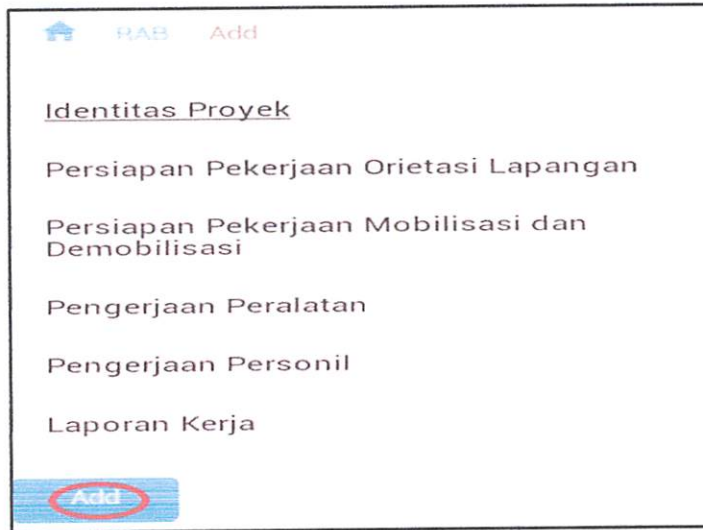 RAB Add
Identitas Proyek
Persiapan Pekerjaan Orietasi Lapangan
Persiapan Pekerjaan Mobilisasi dan
Demobilisasi
Pengerjaan Peralatan
Pengerjaan Personil
Laporan Kerja
Add